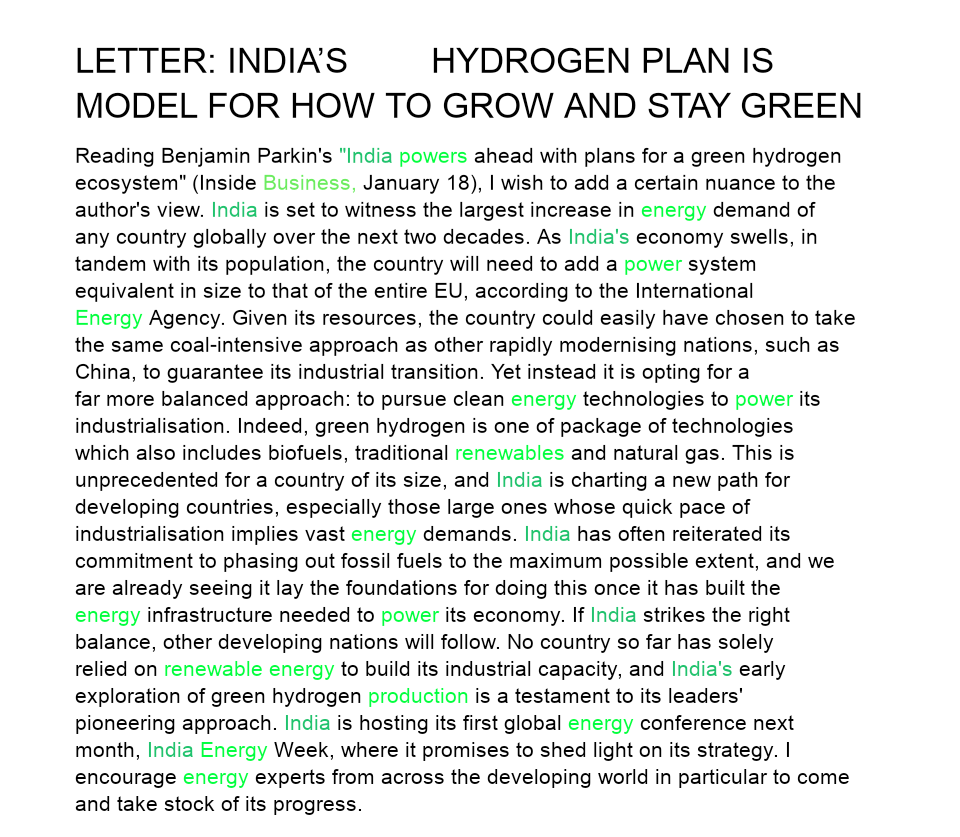 LETTER: INDIA’S HYDROGEN PLAN IS
MODEL FOR HOW TO GROW AND STAY GREEN
Reading Benjamin Parkin's "India powers ahead with plans for a green hydrogen
ecosystem" (Inside Business, January 18), I wish to add a certain nuance to the
author's view. India is set to witness the largest increase in energy demand of
any country globally over the next two decades. As India's economy swells, in
tandem with its population, the country will need to add a power system
equivalent in size to that of the entire EU, according to the International
Energy Agency. Given its resources, the country could easily have chosen to take
the same coal-intensive approach as other rapidly modernising nations, such as
China, to guarantee its industrial transition. Yet instead it is opting for a
far more balanced approach: to pursue clean energy technologies to power its
industrialisation. Indeed, green hydrogen is one of package of technologies
which also includes biofuels, traditional renewables and natural gas. This is
unprecedented for a country of its size, and India is charting a new path for
developing countries, especially those large ones whose quick pace of
industrialisation implies vast energy demands. India has often reiterated its
commitment to phasing out fossil fuels to the maximum possible extent, and we
are already seeing it lay the foundations for doing this once it has built the
energy infrastructure needed to power its economy. If India strikes the right
balance, other developing nations will follow. No country so far has solely
relied on renewable energy to build its industrial capacity, and India's early
exploration of green hydrogen production is a testament to its leaders'
pioneering approach. India is hosting its first global energy conference next
month, India Energy Week, where it promises to shed light on its strategy. I
encourage energy experts from across the developing world in particular to come
and take stock of its progress.